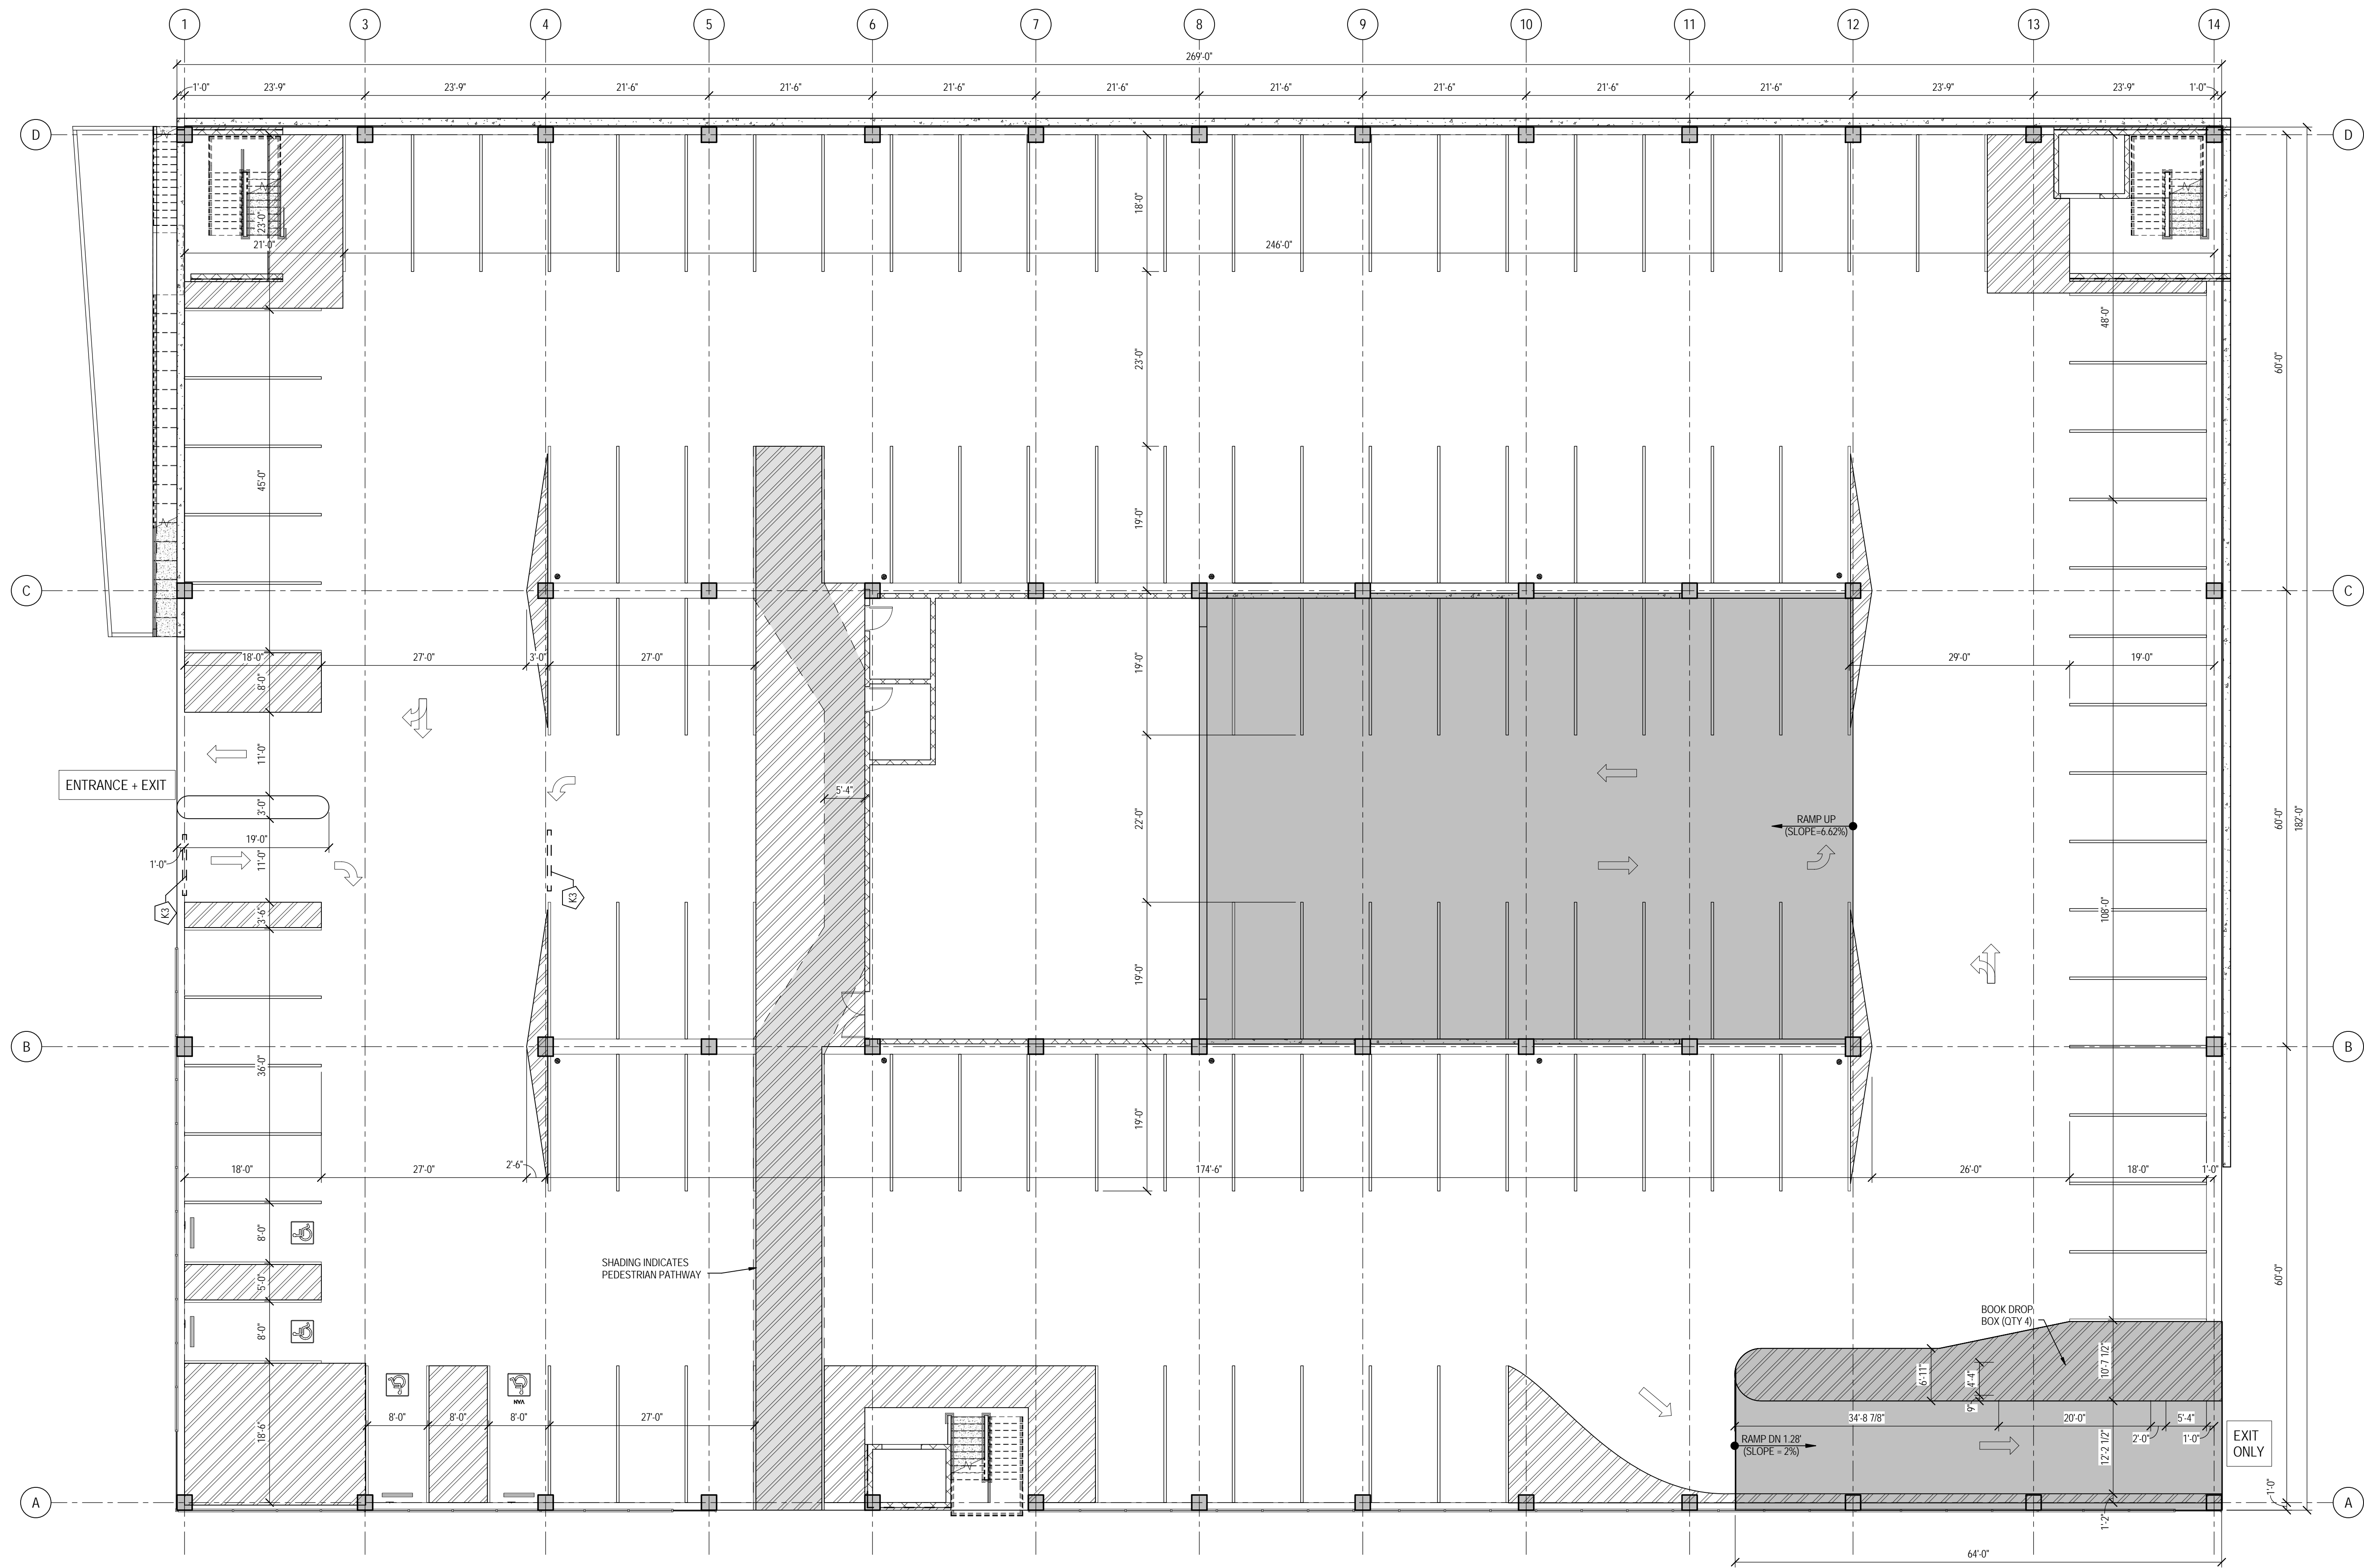 1 3 4 5 6 7 8 9 10 11 12 13 14
269'-0"
1'-0" 23'-9" 23'-9" 21'-6" 21'-6" 21'-6" 21'-6" 21'-6" 21'-6" 21'-6" 21'-6" 23'-9" 23'-9" 1'-0"
D D
18'-0"
23'-0"
21'-0" 246'-0"
48'-0"
60'-0"
23'-0"
45'-0"
19'-0"
C C
18'-0" 27'-0" 3'-0" 27'-0" 19'-0" 29'-0" 19'-0"
8'-0"
11'-0"
ENTRANCE + EXIT
3'-0"
5'-4"
22'-0"
RAMP UP
(SLOPE=6.62%)
60'-0"
182'-0"
19'-0"
1'-0"
11'-0"
K3
K3
3'-6"
108'-0"
19'-0"
B B
36'-0"
19'-0"
18'-0" 27'-0" 2'-6" 174'-6" 26'-0" 18'-0" 1'-0"
8'-0"
SHADING INDICATES
PEDESTRIAN PATHWAY
60'-0"
5'-0"
BOOK DROP
BOX (QTY 4)
8'-0"
10'-7 1/2"
6'-11"
4'-4"
VAN
9"
18'-6"
8'-0" 8'-0" 8'-0" 27'-0" 34'-8 7/8" 20'-0" 5'-4"
2'-0" 1'-0"
RAMP DN 1.28'
(SLOPE = 2%)
12'-2 1/2"
EXIT
ONLY
1'-0"
A A
1'-2"
64'-0"